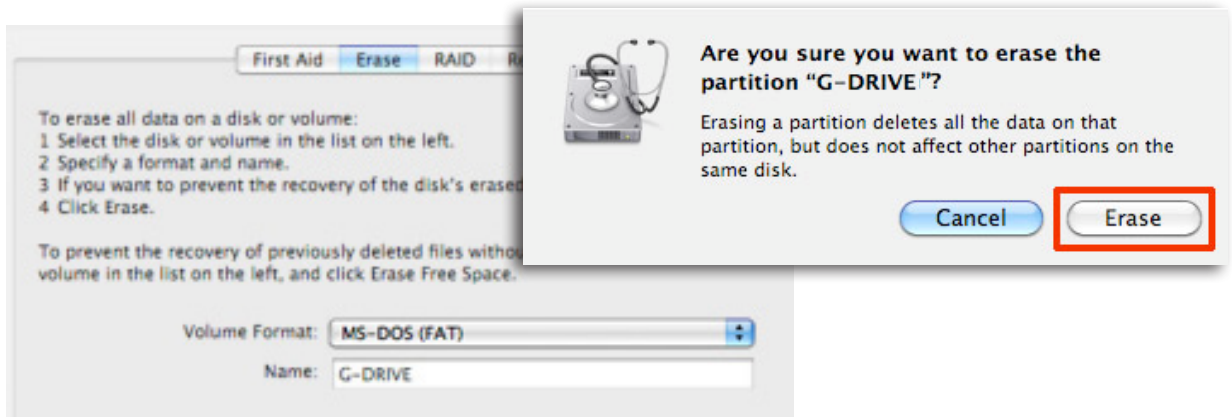 First Aid
Erase
RAID
To erase all data on a disk or volume:
1 Select the disk or volume in the list on the left.
2 Specify a format and name.
3 If you want to prevent the recovery of the disk's erased
4 Click Erase.
To prevent the recovery of previously deleted files
volume in the list on the left, and click Erase Free Space.
Volume Format:
MS-DOS (FAT)
Name:
G-DRIVE
Are you sure you want to erase the
partition “G-DRIVE”?
Erasing a partition deletes all the data on that
partition, but does not affect other partitions on the
same disk.
Cancel
Erase